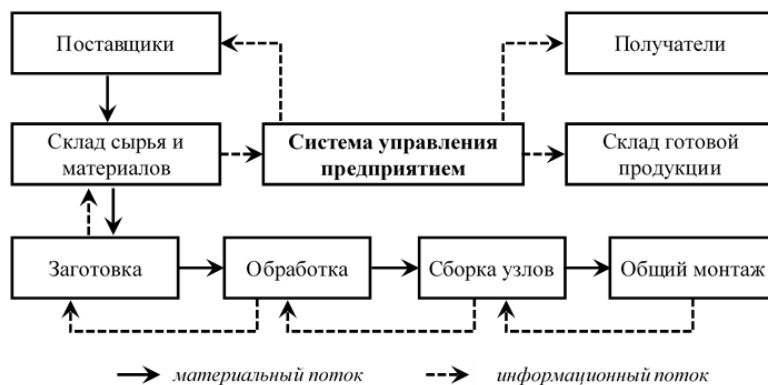 Поставщики
Получатели
Склад сырья и
материалов
Система управления
предприятием
Склад готовой
продукции
Заготовка
Обработка
Сборка узлов
Общий монтаж
материальный поток
информационный поток